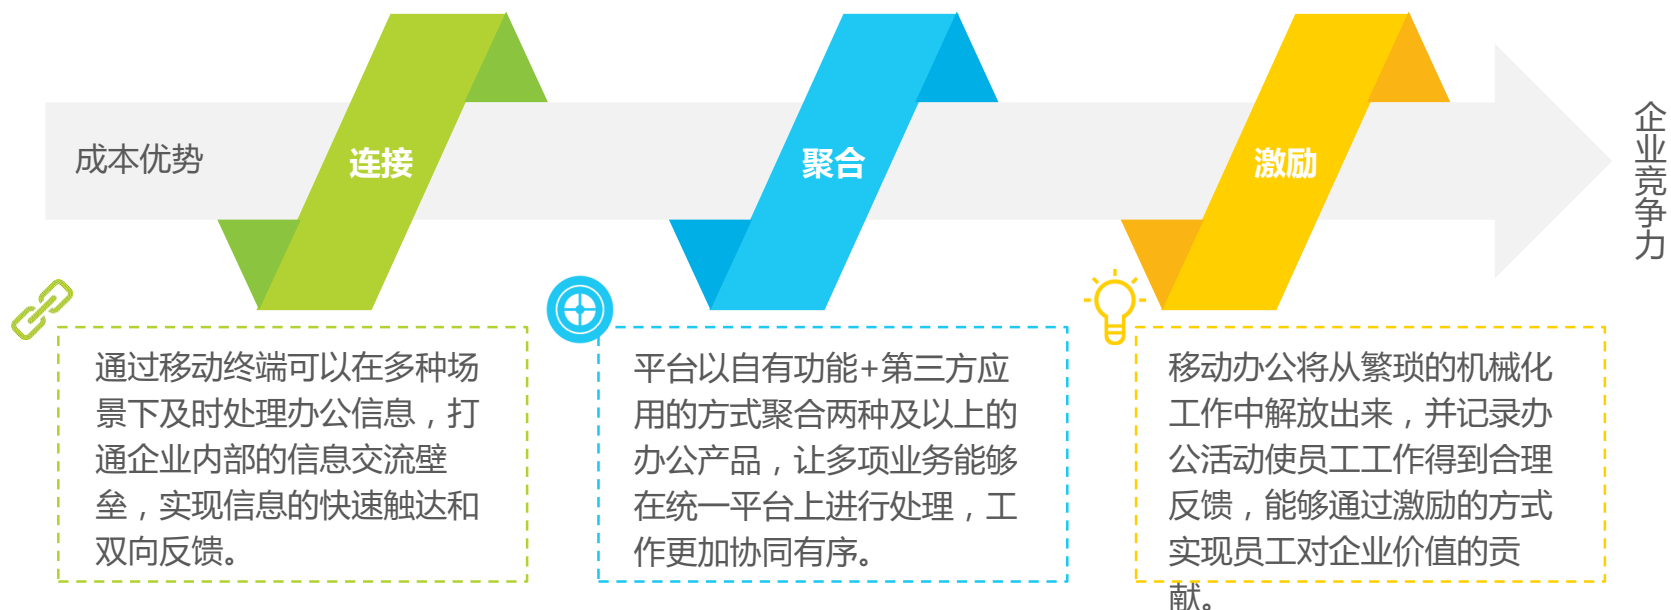 成本优势
连接
聚合
激励
企业竞争力
通过移动终端可以在多种场
景下及时处理办公信息，打
通企业内部的信息交流壁
垒，实现信息的快速触达和
双向反馈。
平台以自有功能+第三方应
用的方式聚合两种及以上的
办公产品，让多项业务能够
在统一平台上进行处理，工
作更加协同有序。
移动办公将从繁琐的机械化
工作中解放出来，并记录办
公活动使员工工作得到合理
反馈，能够通过激励的方式
实现员工对企业价值的贡
献。